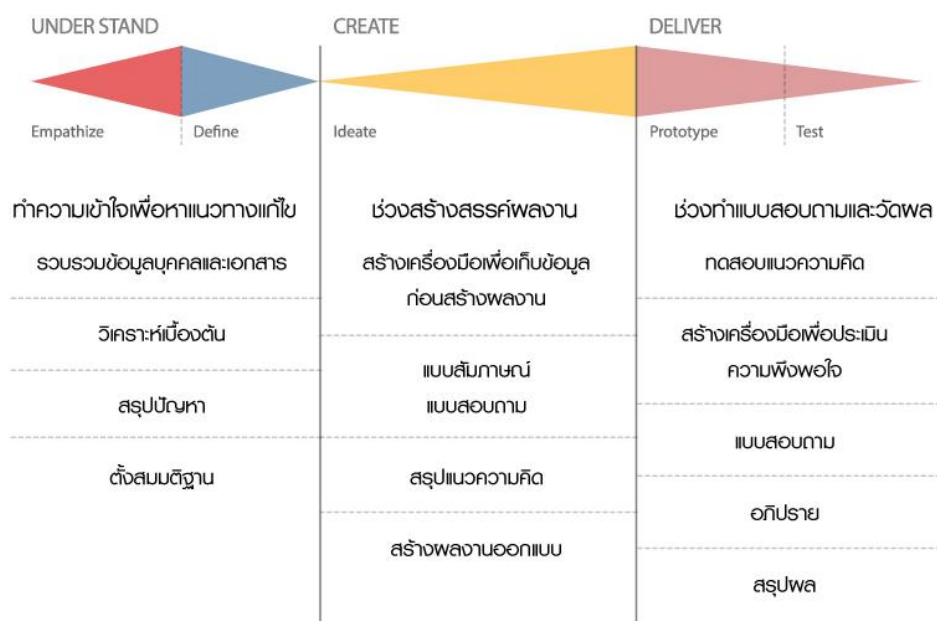 UNDER STAND
Empathize
Define
ทำความเข้าใจเพื่อหาแนวทางแก้ไข
รวบรวมข้อมูลบุคคลและเอกสาร
วิเคราะห์เบื้องต้น
สรุปปัญหา
ตั้งสมมติฐาน
CREATE
Ideate
ช่วงสร้างสรรค์ผลงาน
สร้างเครื่องมือเพื่อเก็บข้อมูล
ก่อนสร้างผลงาน
แบบสัมภาษณ์
แบบสอบถาม
สรุปแนวความคิด
สร้างผลงานออกแบบ
DELIVER
Prototype
Test
ช่วงทำแบบสอบถามและวัดผล
ทดสอบแนวความคิด
สร้างเครื่องมือเพื่อประเมิน
ความพึงพอใจ
แบบสอบถาม
อภิปราย
สรุปผล